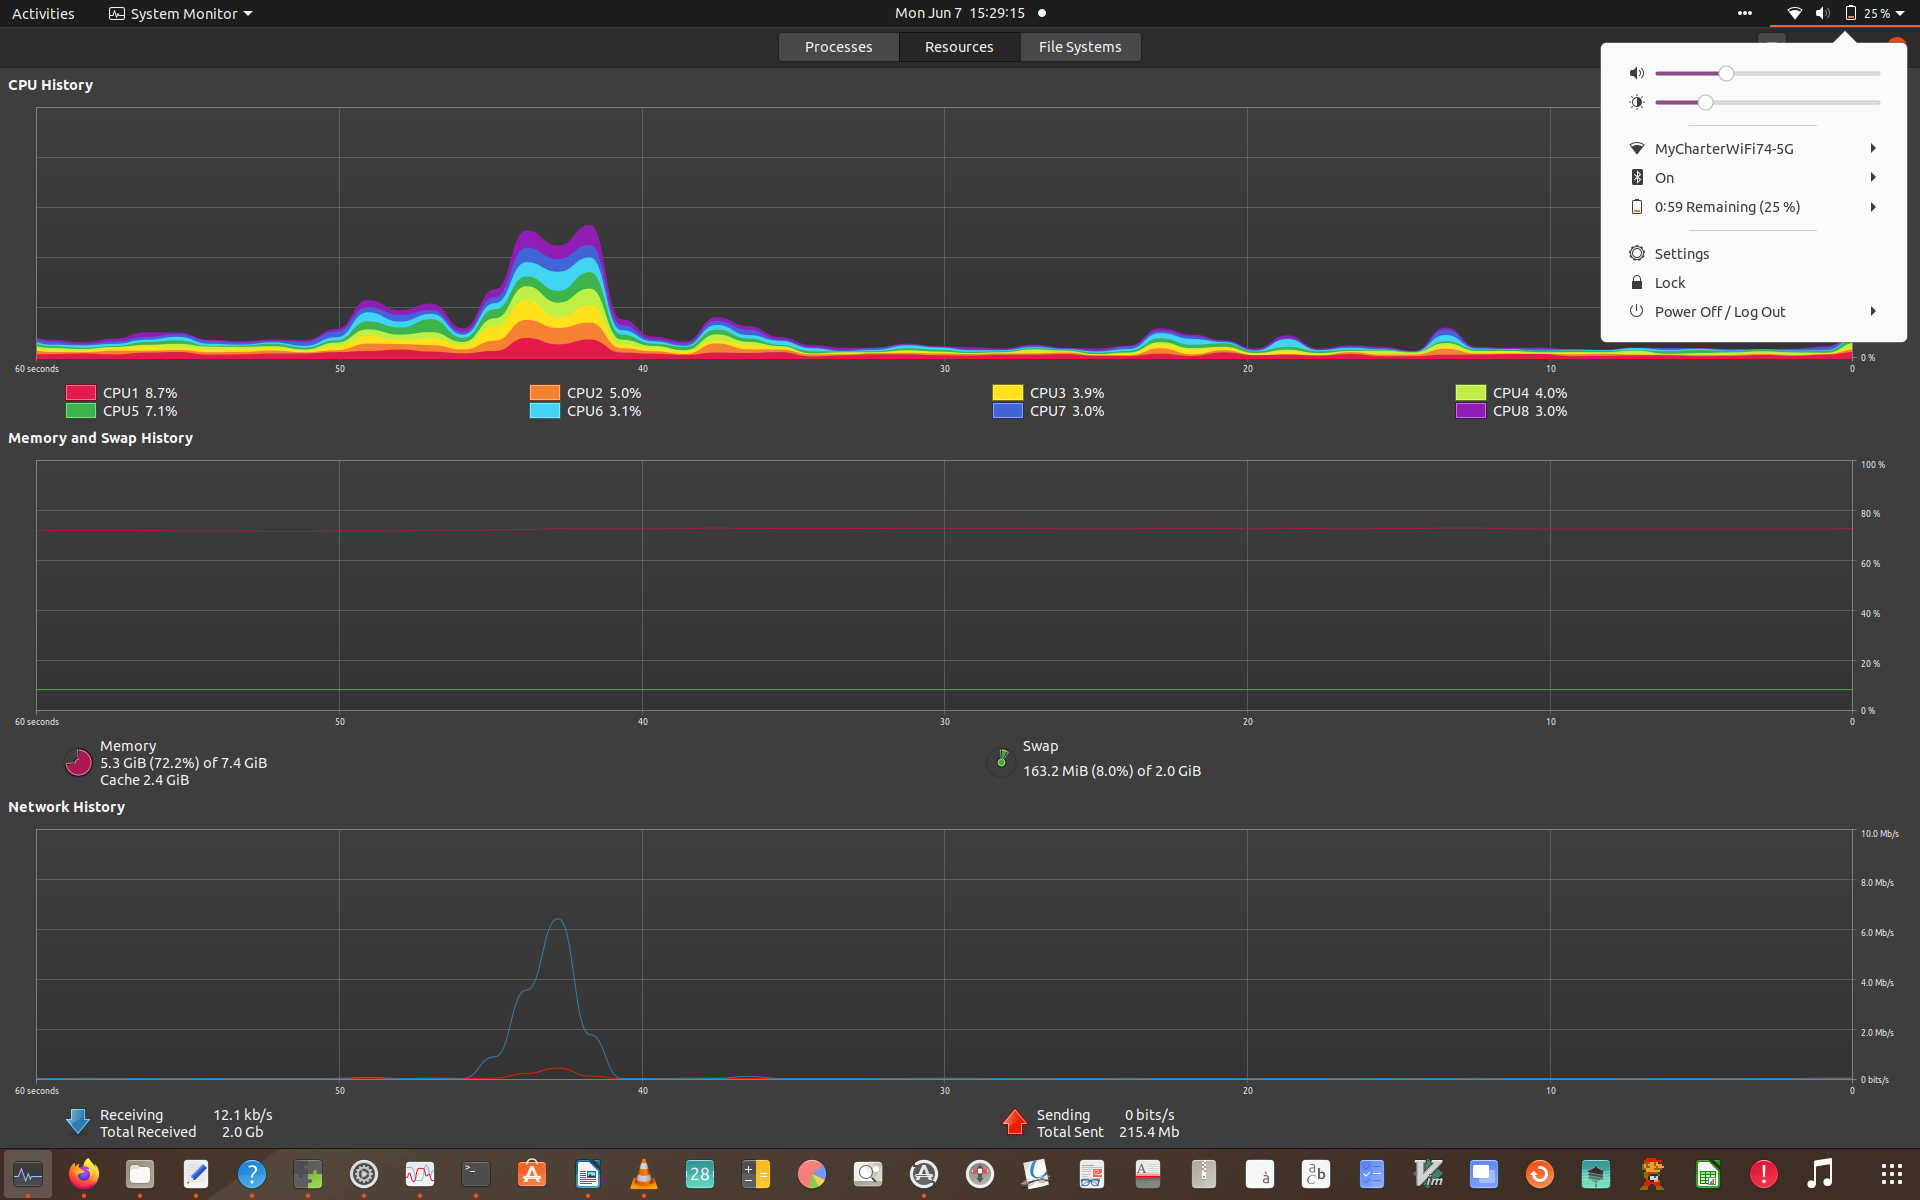 Activities
System Monitor
Mon Jun 7 15:29:15
25 %
Processes
Resources
File Systems
MyCharterWiFi74-5G
On
0:59 Remaining (25 %)
Settings
Lock
Power Off / Log Out
CPU History
0 %
60 seconds 50 40 30 20 10 0
CPU1 8.7% CPU2 5.0% CPU3 3.9% CPU4 4.0%
CPU5 7.1% CPU6 3.1% CPU7 3.0% CPU8 3.0%
Memory and Swap History
100 %
80 %
60 %
40 %
20 %
0 %
60 seconds 50 40 30 20 10 0
Memory
5.3 GiB (72.2%) of 7.4 GiB
Cache 2.4 GiB
Swap
163.2 MiB (8.0%) of 2.0 GiB
Network History
10.0 Mb/s
8.0 Mb/s
6.0 Mb/s
4.0 Mb/s
2.0 Mb/s
0 bits/s
60 seconds 50 40 30 20 10 0
Receiving 12.1 kb/s
Total Received 2.0 Gb
Sending 0 bits/s
Total Sent 215.4 Mb
28